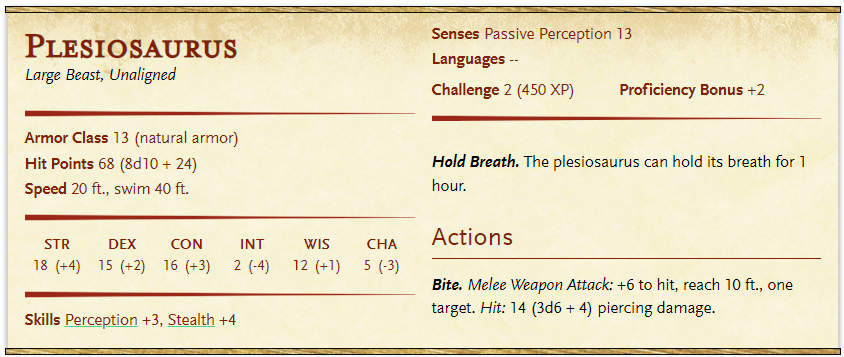 Plesiosaurus
Large Beast, Unaligned
Armor Class 13 (natural armor)
Hit Points 68 (8d10 + 24)
Speed 20 ft., swim 40 ft.
STR DEX CON INT WIS CHA
18 (+4) 15 (+2) 16 (+3) 2 (-4) 12 (+1) 5 (-3)
Skills Perception +3, Stealth +4
Senses Passive Perception 13
Languages --
Challenge 2 (450 XP) Proficiency Bonus +2
Hold Breath. The plesiosaurus can hold its breath for 1
hour.
Actions
Bite. Melee Weapon Attack: +6 to hit, reach 10 ft., one
target. Hit: 14 (3d6 + 4) piercing damage.